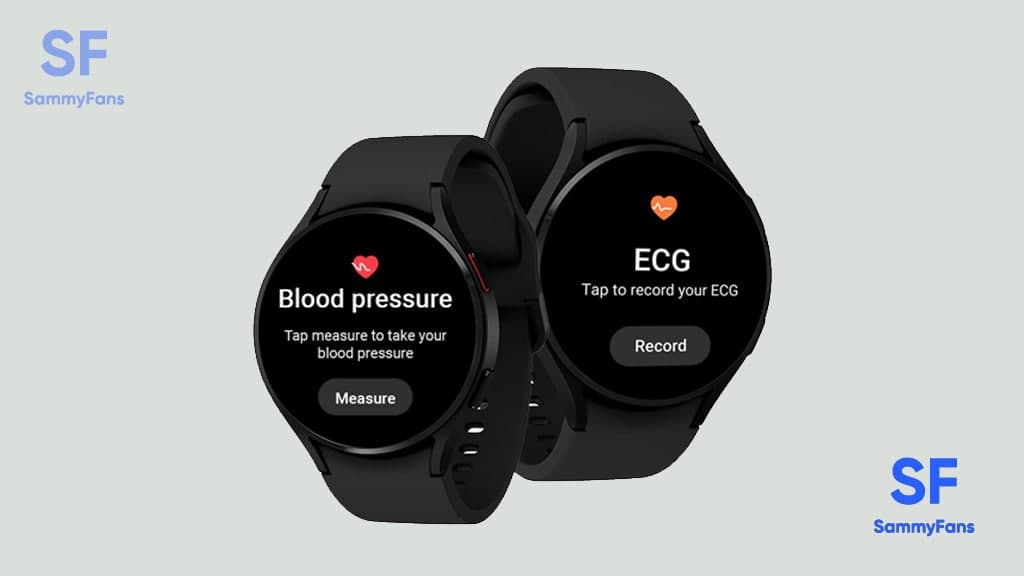 SF
SammyFans
Blood pressure
Tap measure to take your
blood pressure
Measure
ECG
Tap to record your ECG
Record
SF
SammyFans